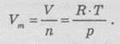 V_m = V/n = R·T/p .